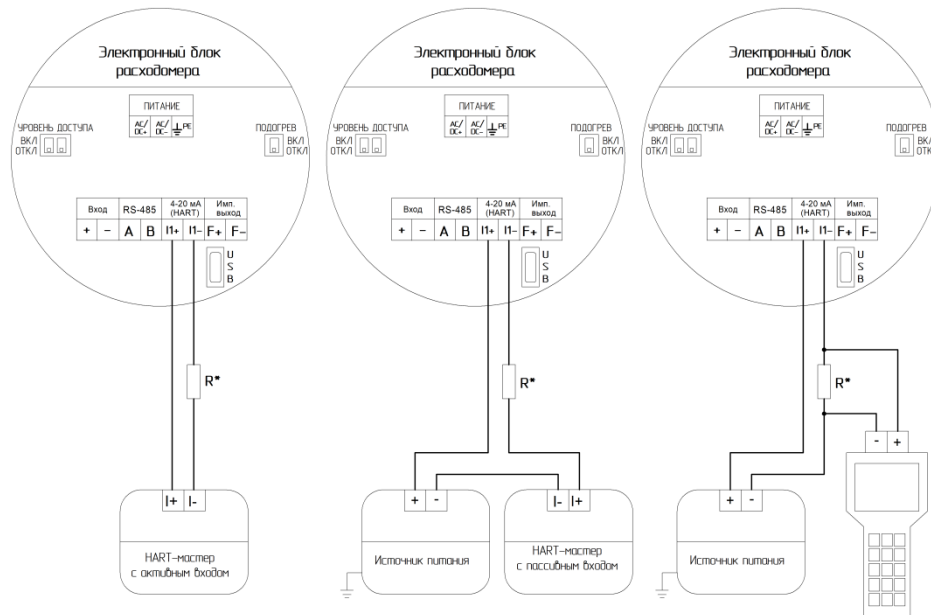 Электронный блок
расходомера
ПИТАНИЕ
AC/DC+ AC/DC- PE
УРОВЕНЬ ДОСТУПА
ВКЛ
ОТКЛ
ПОДОГРЕВ
ВКЛ
ОТКЛ
Вход RS-485 4-20 мА (HART) Имп. выход
+ - A B I1+ I1- F+ F-
USB
R*
I+ I-
HART-мастер
с активным входом
Электронный блок
расходомера
ПИТАНИЕ
AC/DC+ AC/DC- PE
УРОВЕНЬ ДОСТУПА
ВКЛ
ОТКЛ
ПОДОГРЕВ
ВКЛ
ОТКЛ
Вход RS-485 4-20 мА (HART) Имп. выход
+ - A B I1+ I1- F+ F-
USB
R*
+ -
Источник питания
I- I+
HART-мастер
с пассивным входом
Электронный блок
расходомера
ПИТАНИЕ
AC/DC+ AC/DC- PE
УРОВЕНЬ ДОСТУПА
ВКЛ
ОТКЛ
ПОДОГРЕВ
ВКЛ
ОТКЛ
Вход RS-485 4-20 мА (HART) Имп. выход
+ - A B I1+ I1- F+ F-
USB
R*
- +
+ -
Источник питания